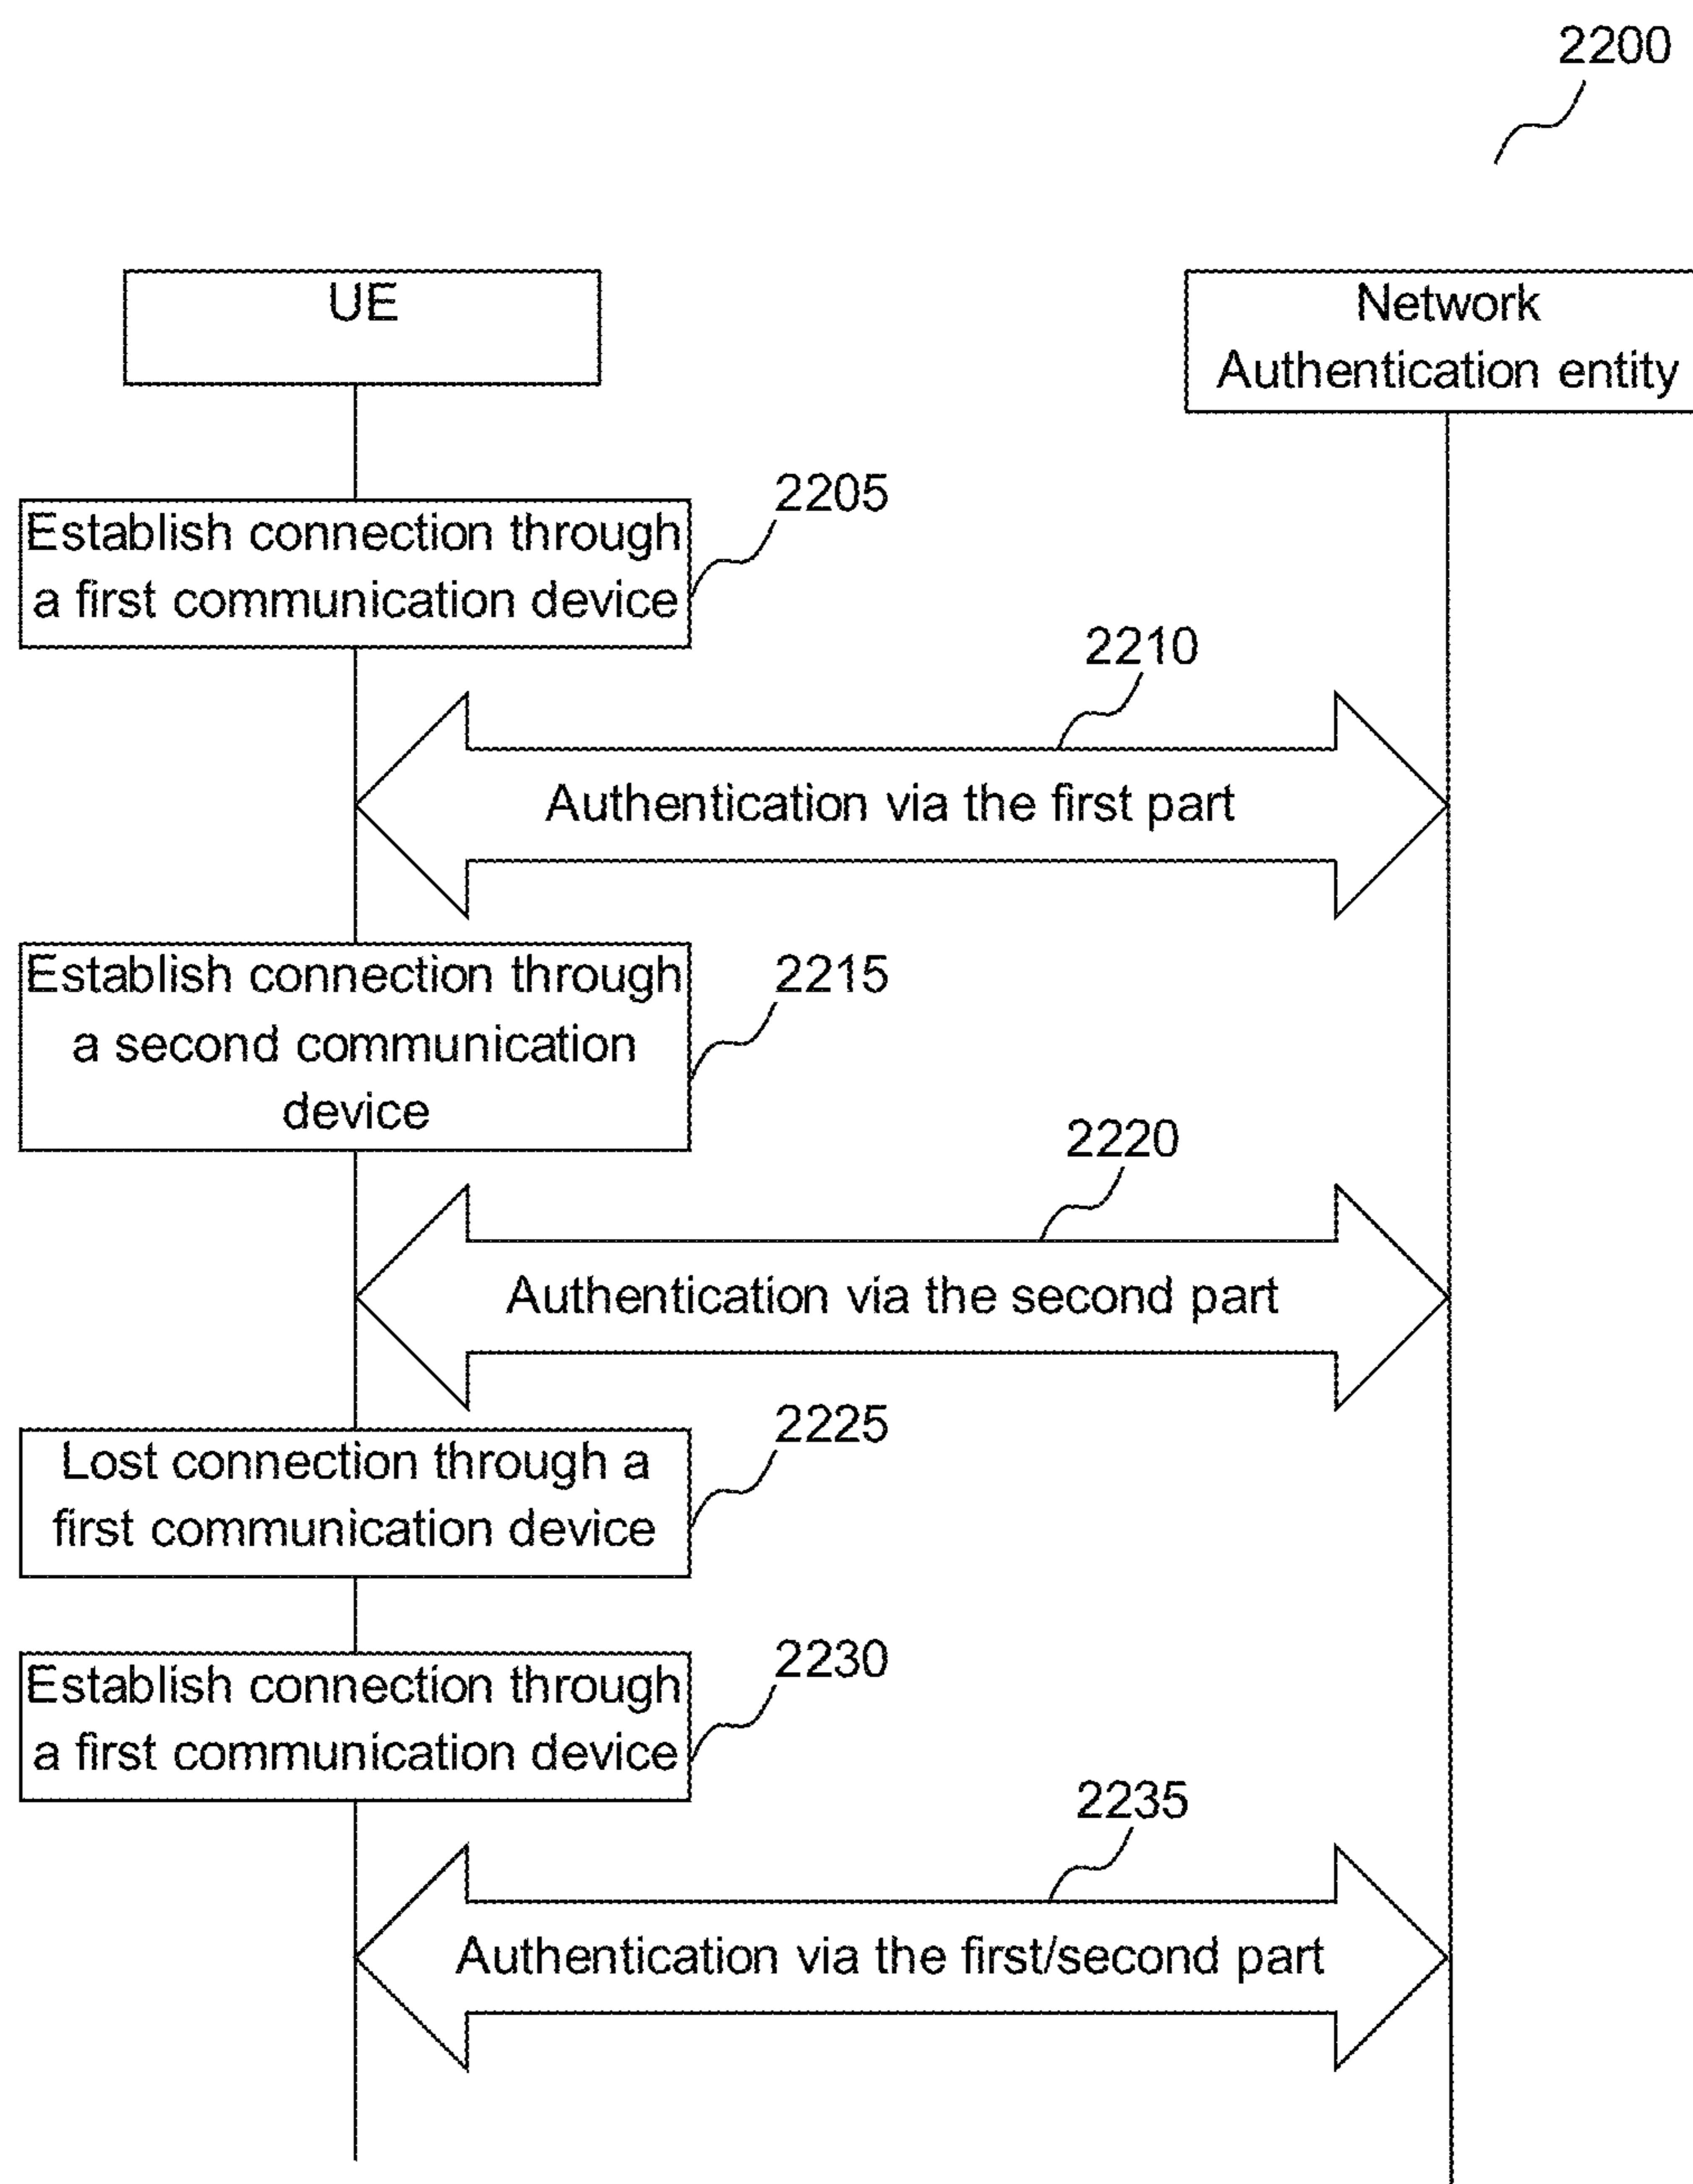 2200
UE
Network
Authentication entity
2205
Establish connection through
a first communication device
2210
Authentication via the first part
Establish connection through
a second communication
device
2215
2220
Authentication via the second part
2225
Lost connection through a
first communication device
2230
Establish connection through
a first communication device
2235
Authentication via the first/second part